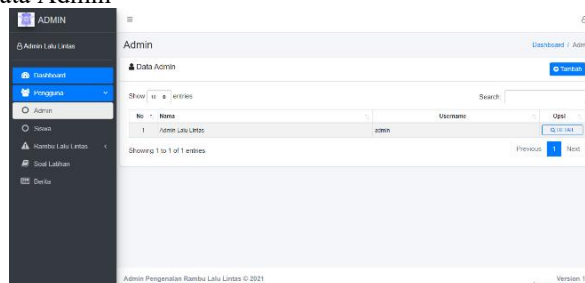 ata Admin
ADMIN
Admin Lalu Lintas
Dashboard
Pengguna
Admin
Siswa
Rambu Lalu Lintas
Soal Latihan
Berita
Admin
Dashboard / Adm
Data Admin
Tambah
Show 10 entries
Search:
No Nama Username Opsi
1 Admin Lalu Lintas admin
Showing 1 to 1 of 1 entries
Previous 1 Next
Admin Pengenalan Rambu Lalu Lintas © 2021
Version 1